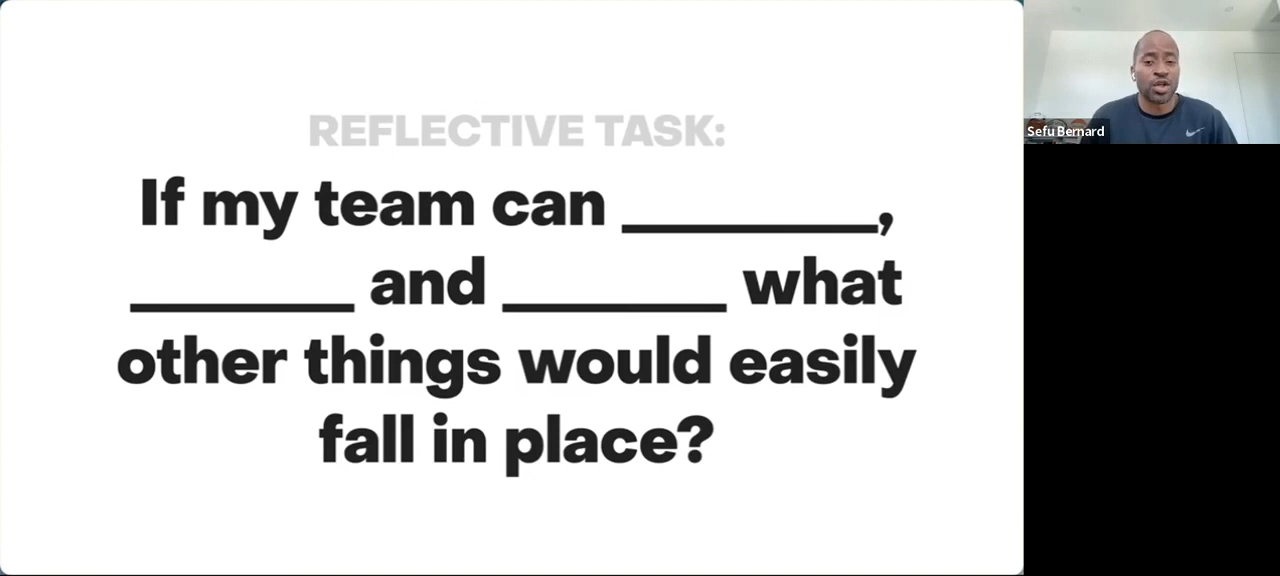 REFLECTIVE TASK:
If my team can __________,
________ and ________ what
other things would easily
fall in place?
Sefu Bernard